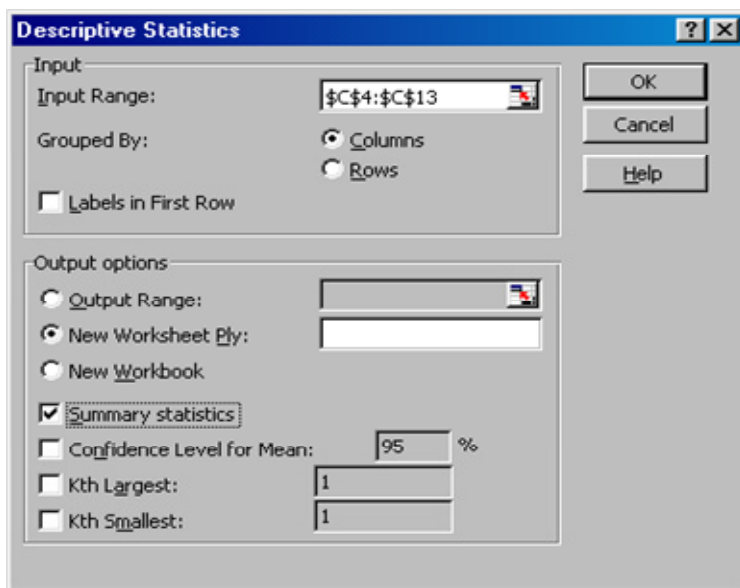 Descriptive Statistics
Input
Input Range: $C$4:$C$13
Grouped By: Columns
Rows
Labels in First Row
OK
Cancel
Help
Output options
Output Range:
New Worksheet Ply:
New Workbook
Summary statistics
Confidence Level for Mean: 95 %
Kth Largest: 1
Kth Smallest: 1